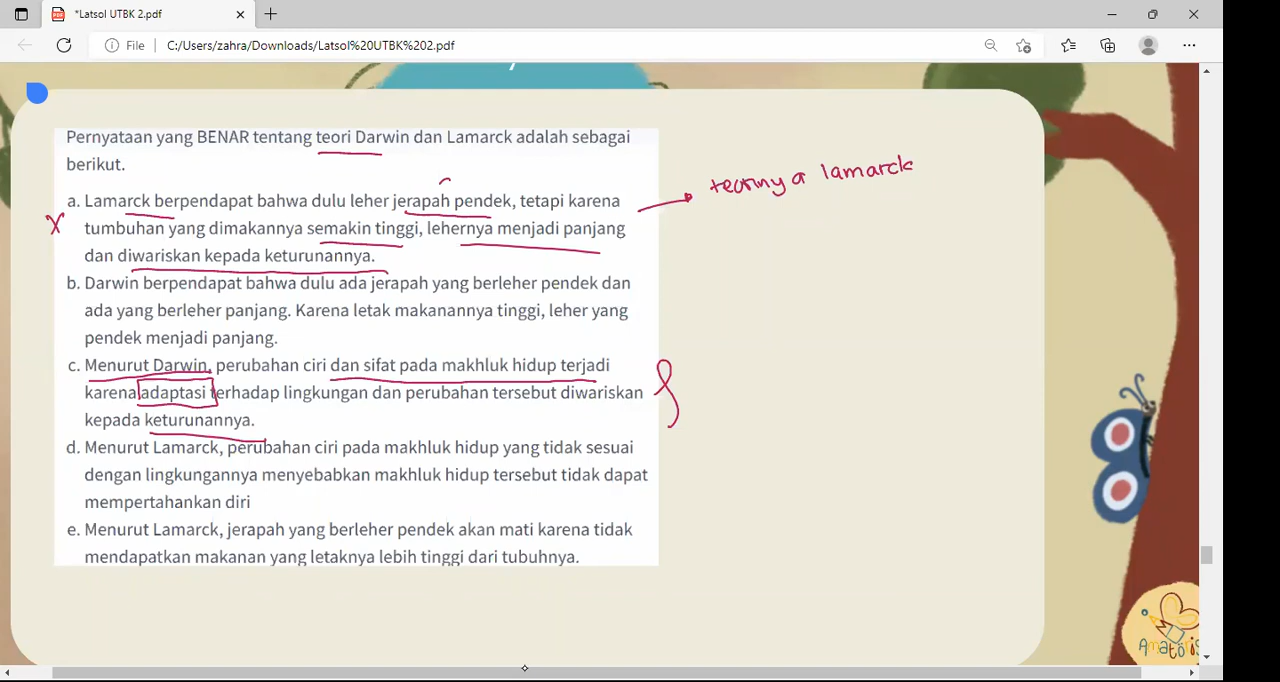 *Latsol UTBK 2.pdf
File
C:/Users/zahra/Downloads/Latsol%20UTBK%202.pdf
Pernyataan yang BENAR tentang teori Darwin dan Lamarck adalah sebagai
berikut.
a. Lamarck berpendapat bahwa dulu leher jerapah pendek, tetapi karena
tumbuhan yang dimakannya semakin tinggi, lehernya menjadi panjang
dan diwariskan kepada keturunannya.
X
teorinya lamarck
b. Darwin berpendapat bahwa dulu ada jerapah yang berleher pendek dan
ada yang berleher panjang. Karena letak makanannya tinggi, leher yang
pendek menjadi panjang.
c. Menurut Darwin, perubahan ciri dan sifat pada makhluk hidup terjadi
karena adaptasi terhadap lingkungan dan perubahan tersebut diwariskan
kepada keturunannya.
d. Menurut Lamarck, perubahan ciri pada makhluk hidup yang tidak sesuai
dengan lingkungannya menyebabkan makhluk hidup tersebut tidak dapat
mempertahankan diri
e. Menurut Lamarck, jerapah yang berleher pendek akan mati karena tidak
mendapatkan makanan yang letaknya lebih tinggi dari tubuhnya.